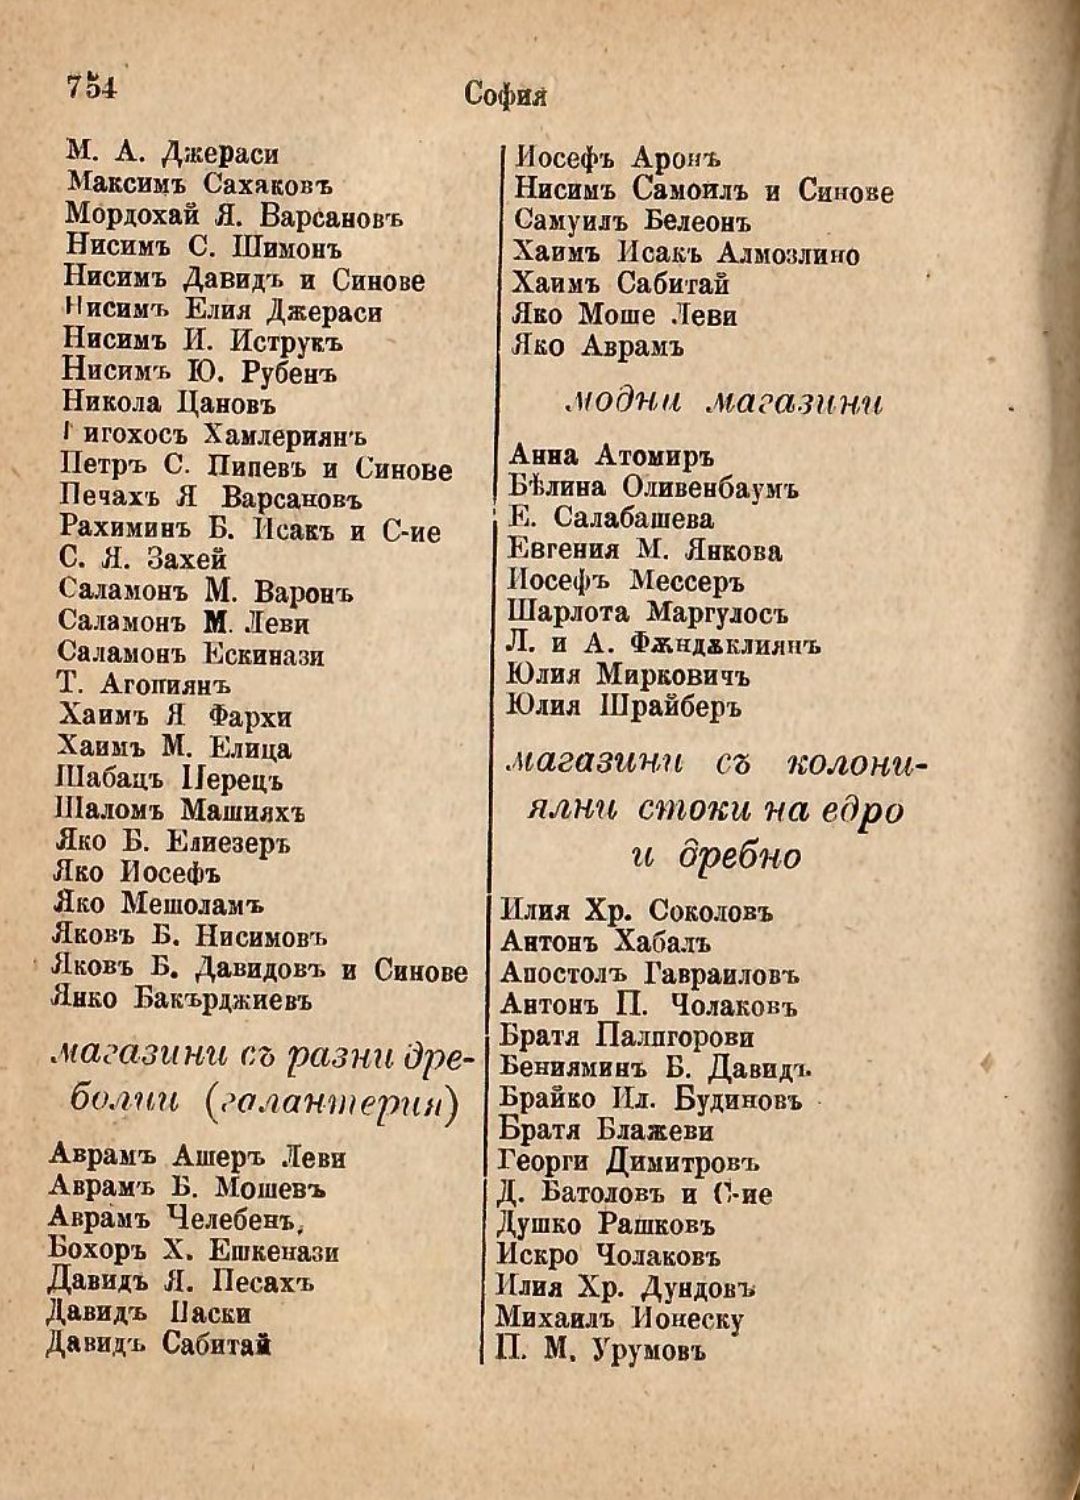 754
София
М. А. Джераси
Максимъ Сахаковъ
Мордохай Я. Варсановъ
Нисимъ С. Шимонъ
Нисимъ Давидъ и Синове
Нисимъ Елия Джераси
Нисимъ И. Иструкъ
Нисимъ Ю. Рубенъ
Никола Цановъ
игохосъ Хамлериянъ
Петръ С. Пипевъ и Синове
Печахъ Я Варсановъ
Рахиминъ Б. Исакъ и С-ие
С. Я. Захей
Саламонъ М. Варонъ
Саламонъ М. Леви
Саламонъ Ескинази
Т. Агопиянъ
Хаимъ Я Фархи
Хаимъ М. Елица
Шабацъ Перецъ
Шаломъ Машияхъ
Яко Б. Елиезеръ
Яко Иосефъ
Яко Мешоламъ
Яковъ Б. Нисимовъ
Яковъ Б. Давидовъ и Синове
Янко Бакърджиевъ
магазини съ разни дре-
болии (галантерия)
Аврамъ Ашеръ Леви
Аврамъ Б. Мошевъ
Аврамъ Челебенъ,
Бохоръ Х. Ешкенази
Давидъ Я. Песахъ
Давидъ Паски
Давидъ Сабитай
Иосефъ Аронъ
Нисимъ Самоилъ и Синове
Самуилъ Белеонъ
Хаимъ Исакъ Алмозлино
Хаимъ Сабитай
Яко Моше Леви
Яко Аврамъ
модни магазини
Анна Атомиръ
Бѣлина Оливенбаумъ
Е. Салабашева
Евгения М. Янкова
Иосефъ Мессеръ
Шарлота Маргулосъ
Л. и А. Фѫндѫклиянъ
Юлия Мирковичъ
Юлия Шрайберъ
магазини съ колони-
ялни стоки на едро
и дребно
Илия Хр. Соколовъ
Антонъ Хабалъ
Апостолъ Гавраиловъ
Антонъ П. Чолаковъ
Братя Палпгорови
Бенияминъ Б. Давидъ
Брайко Ил. Будиновъ
Братя Блажеви
Георги Димитровъ
Д. Батоловъ и С-ие
Душко Рашковъ
Искро Чолаковъ
Илия Хр. Дундовъ
Михаилъ Ионеску
П. М. Урумовъ